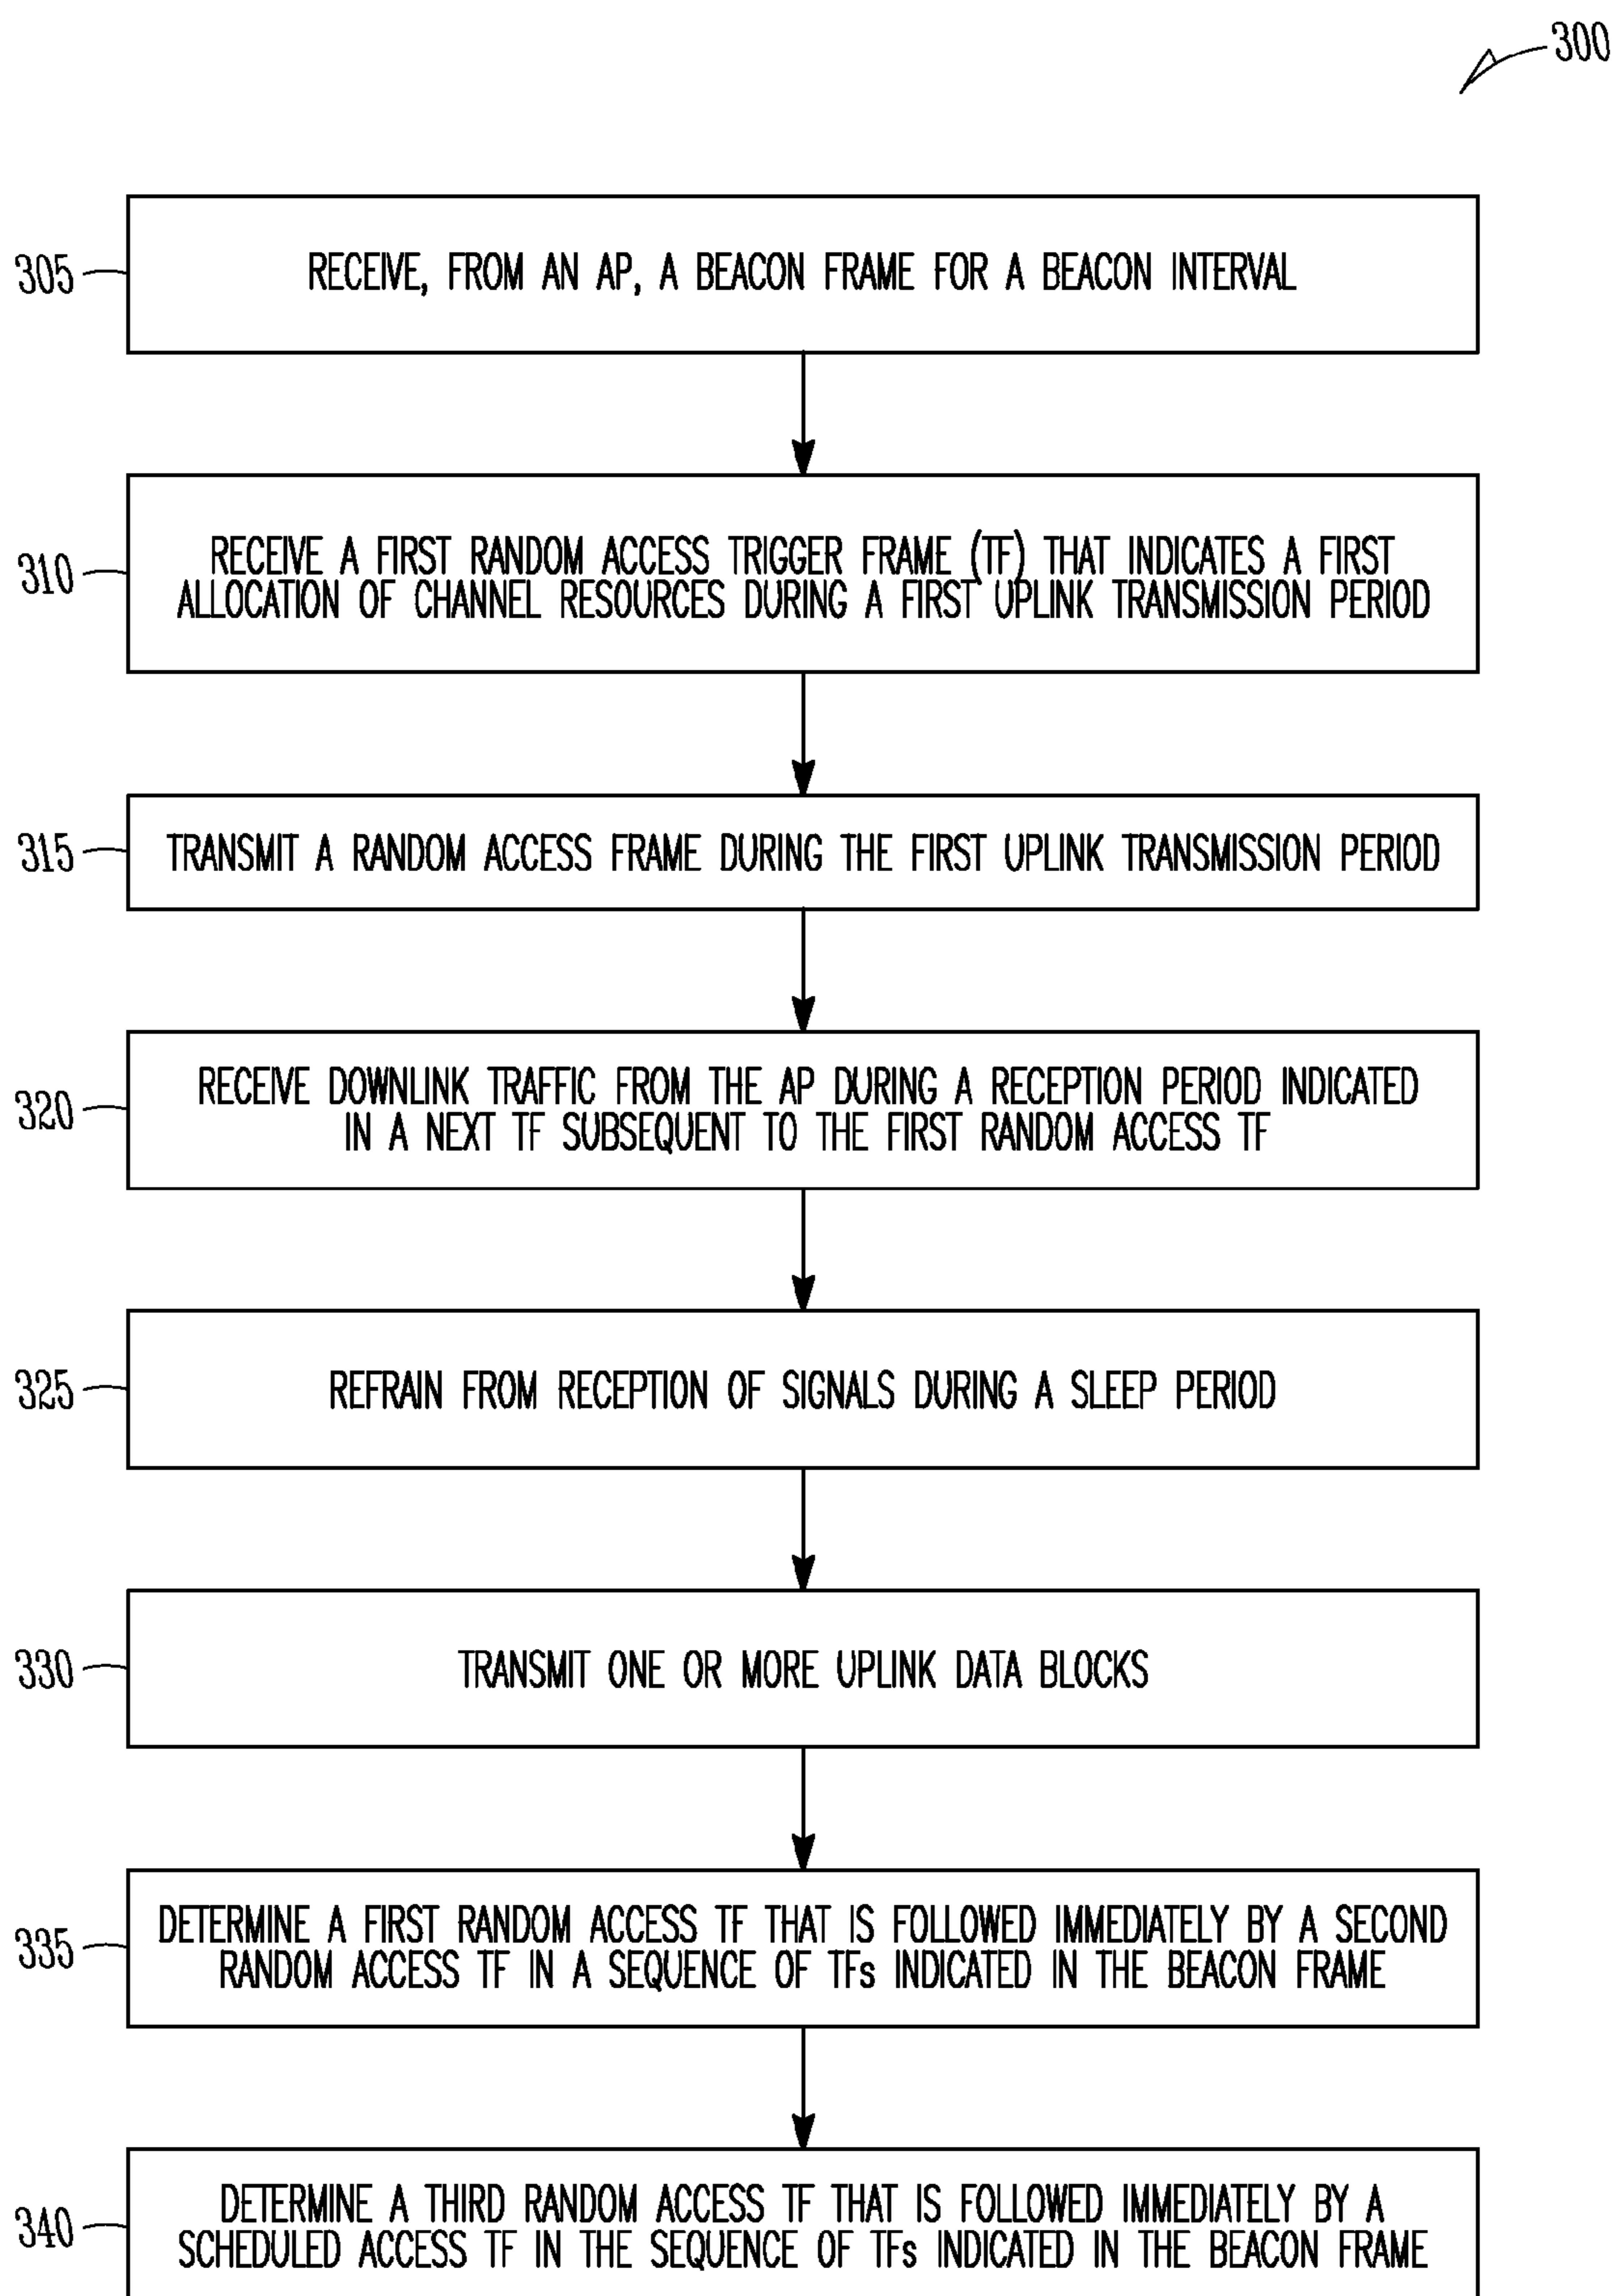 300
305
RECEIVE, FROM AN AP, A BEACON FRAME FOR A BEACON INTERVAL
310
RECEIVE A FIRST RANDOM ACCESS TRIGGER FRAME (TF) THAT INDICATES A FIRST
ALLOCATION OF CHANNEL RESOURCES DURING A FIRST UPLINK TRANSMISSION PERIOD
315
TRANSMIT A RANDOM ACCESS FRAME DURING THE FIRST UPLINK TRANSMISSION PERIOD
320
RECEIVE DOWNLINK TRAFFIC FROM THE AP DURING A RECEPTION PERIOD INDICATED
IN A NEXT TF SUBSEQUENT TO THE FIRST RANDOM ACCESS TF
325
REFRAIN FROM RECEPTION OF SIGNALS DURING A SLEEP PERIOD
330
TRANSMIT ONE OR MORE UPLINK DATA BLOCKS
335
DETERMINE A FIRST RANDOM ACCESS TF THAT IS FOLLOWED IMMEDIATELY BY A SECOND
RANDOM ACCESS TF IN A SEQUENCE OF TFs INDICATED IN THE BEACON FRAME
340
DETERMINE A THIRD RANDOM ACCESS TF THAT IS FOLLOWED IMMEDIATELY BY A
SCHEDULED ACCESS TF IN THE SEQUENCE OF TFs INDICATED IN THE BEACON FRAME